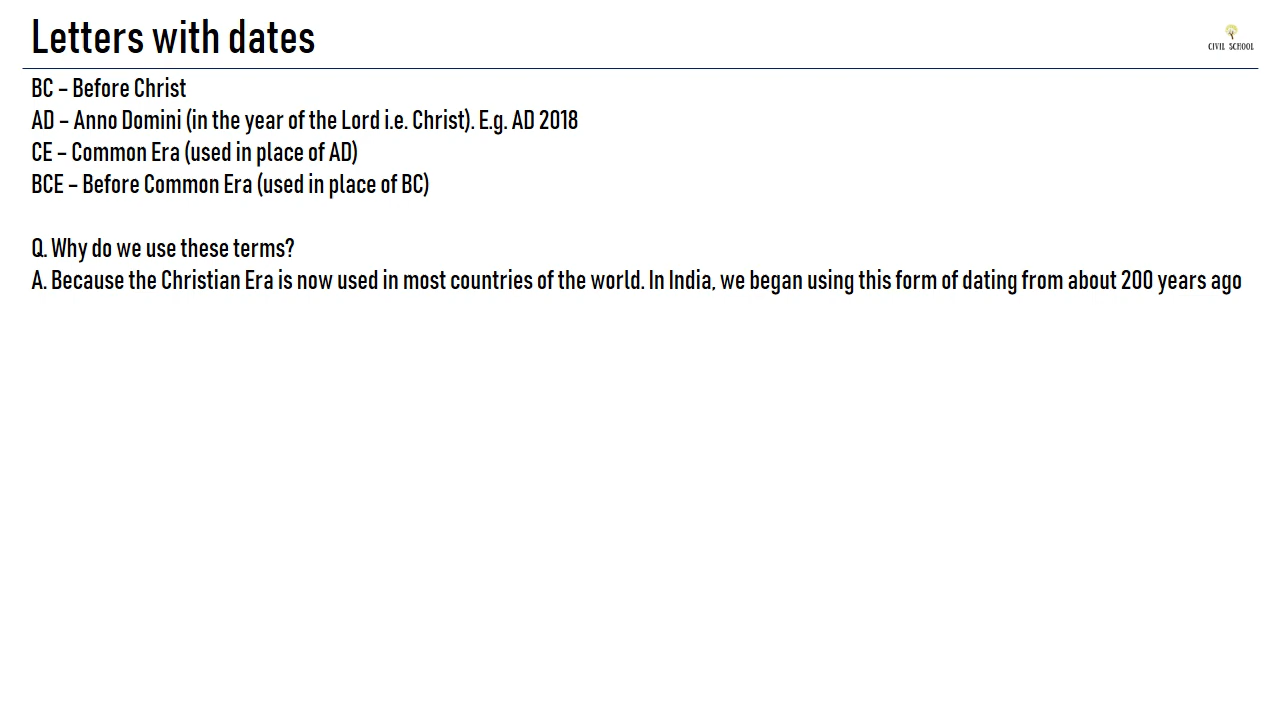 Letters with dates
CIVIL SCHOOL
BC – Before Christ
AD – Anno Domini (in the year of the Lord i.e. Christ). E.g. AD 2018
CE – Common Era (used in place of AD)
BCE – Before Common Era (used in place of BC)
Q. Why do we use these terms?
A. Because the Christian Era is now used in most countries of the world. In India, we began using this form of dating from about 200 years ago